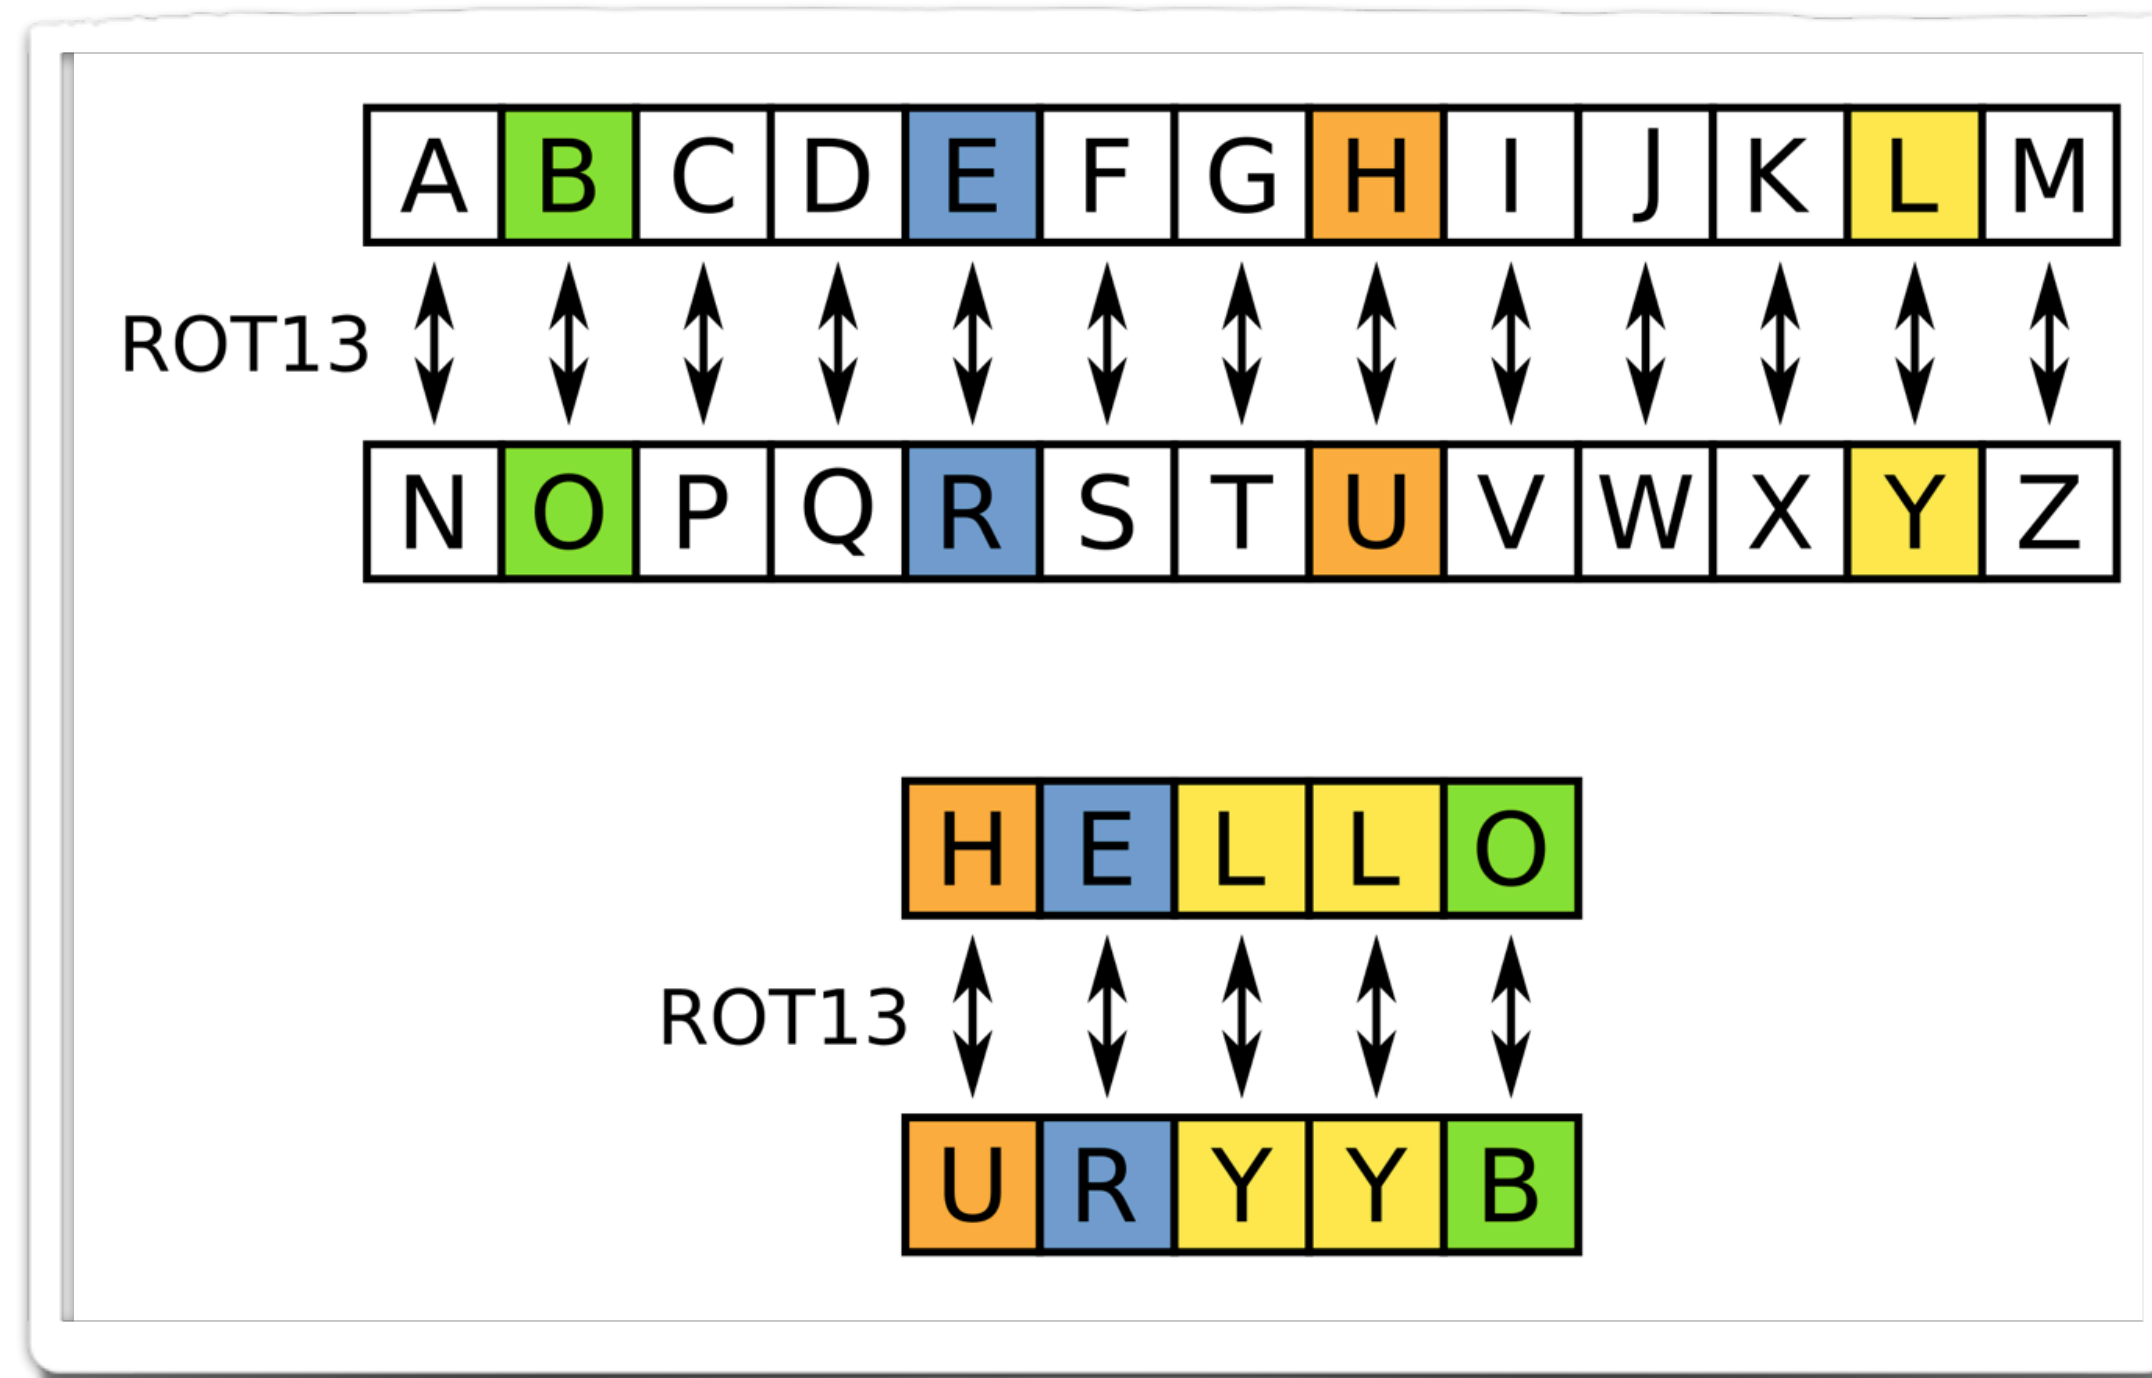 A B C D E F G H I J K L M
ROT13
N O P Q R S T U V W X Y Z
H E L L O
ROT13
U R Y Y B